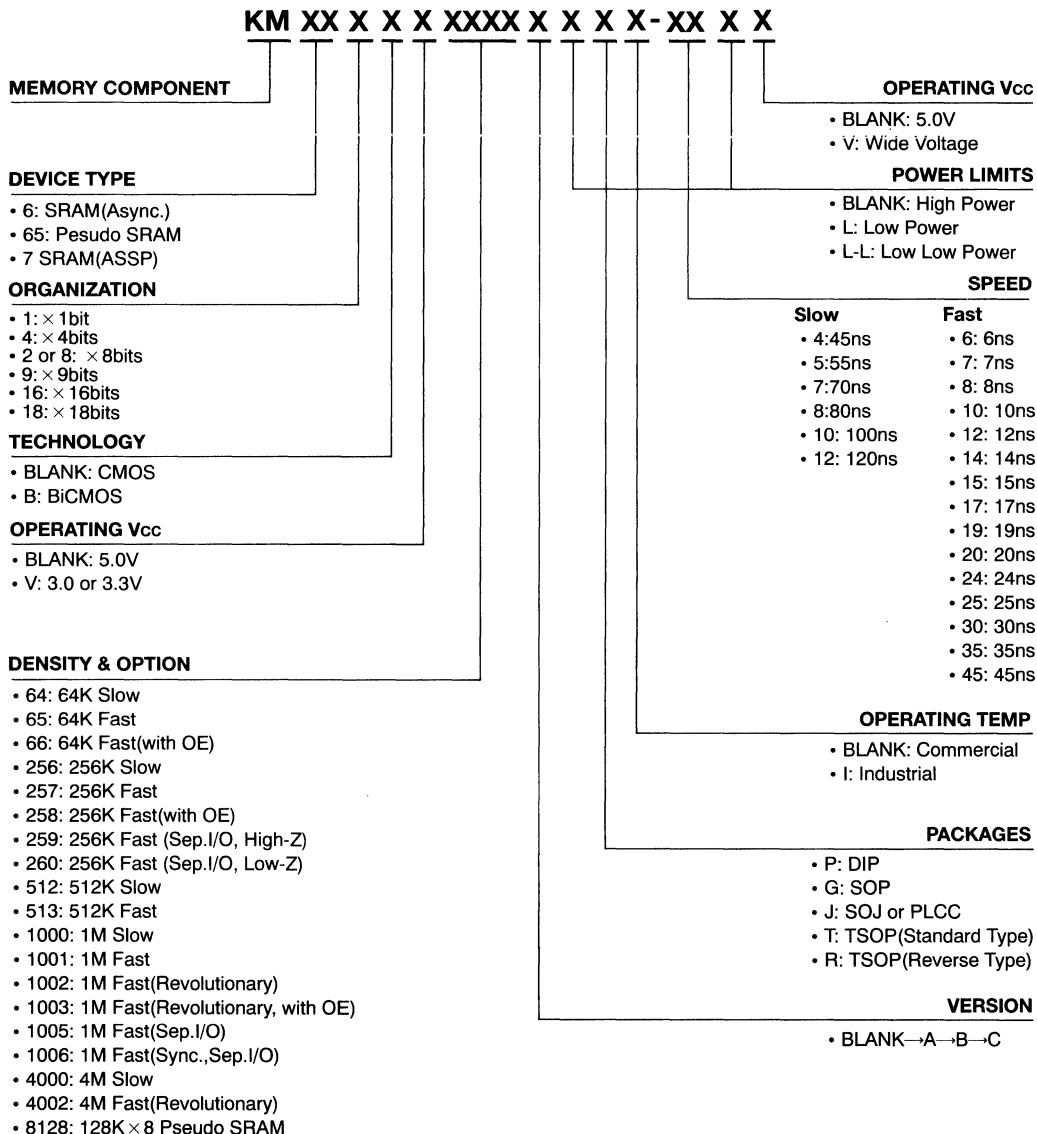 KM XX X X X XXXX X X X X - XX X X
MEMORY COMPONENT
DEVICE TYPE
• 6: SRAM(Async.)
• 65: Pesudo SRAM
• 7 SRAM(ASSP)
ORGANIZATION
• 1: × 1bit
• 4: × 4bits
• 2 or 8: × 8bits
• 9: × 9bits
• 16: × 16bits
• 18: × 18bits
TECHNOLOGY
• BLANK: CMOS
• B: BiCMOS
OPERATING Vcc
• BLANK: 5.0V
• V: 3.0 or 3.3V
DENSITY & OPTION
• 64: 64K Slow
• 65: 64K Fast
• 66: 64K Fast(with OE)
• 256: 256K Slow
• 257: 256K Fast
• 258: 256K Fast(with OE)
• 259: 256K Fast (Sep.I/O, High-Z)
• 260: 256K Fast (Sep.I/O, Low-Z)
• 512: 512K Slow
• 513: 512K Fast
• 1000: 1M Slow
• 1001: 1M Fast
• 1002: 1M Fast(Revolutionary)
• 1003: 1M Fast(Revolutionary, with OE)
• 1005: 1M Fast(Sep.I/O)
• 1006: 1M Fast(Sync.,Sep.I/O)
• 4000: 4M Slow
• 4002: 4M Fast(Revolutionary)
• 8128: 128K × 8 Pseudo SRAM
OPERATING Vcc
• BLANK: 5.0V
• V: Wide Voltage
POWER LIMITS
• BLANK: High Power
• L: Low Power
• L-L: Low Low Power
SPEED
Slow
• 4:45ns
• 5:55ns
• 7:70ns
• 8:80ns
• 10: 100ns
• 12: 120ns
Fast
• 6: 6ns
• 7: 7ns
• 8: 8ns
• 10: 10ns
• 12: 12ns
• 14: 14ns
• 15: 15ns
• 17: 17ns
• 19: 19ns
• 20: 20ns
• 24: 24ns
• 25: 25ns
• 30: 30ns
• 35: 35ns
• 45: 45ns
OPERATING TEMP
• BLANK: Commercial
• I: Industrial
PACKAGES
• P: DIP
• G: SOP
• J: SOJ or PLCC
• T: TSOP(Standard Type)
• R: TSOP(Reverse Type)
VERSION
• BLANK→A→B→C